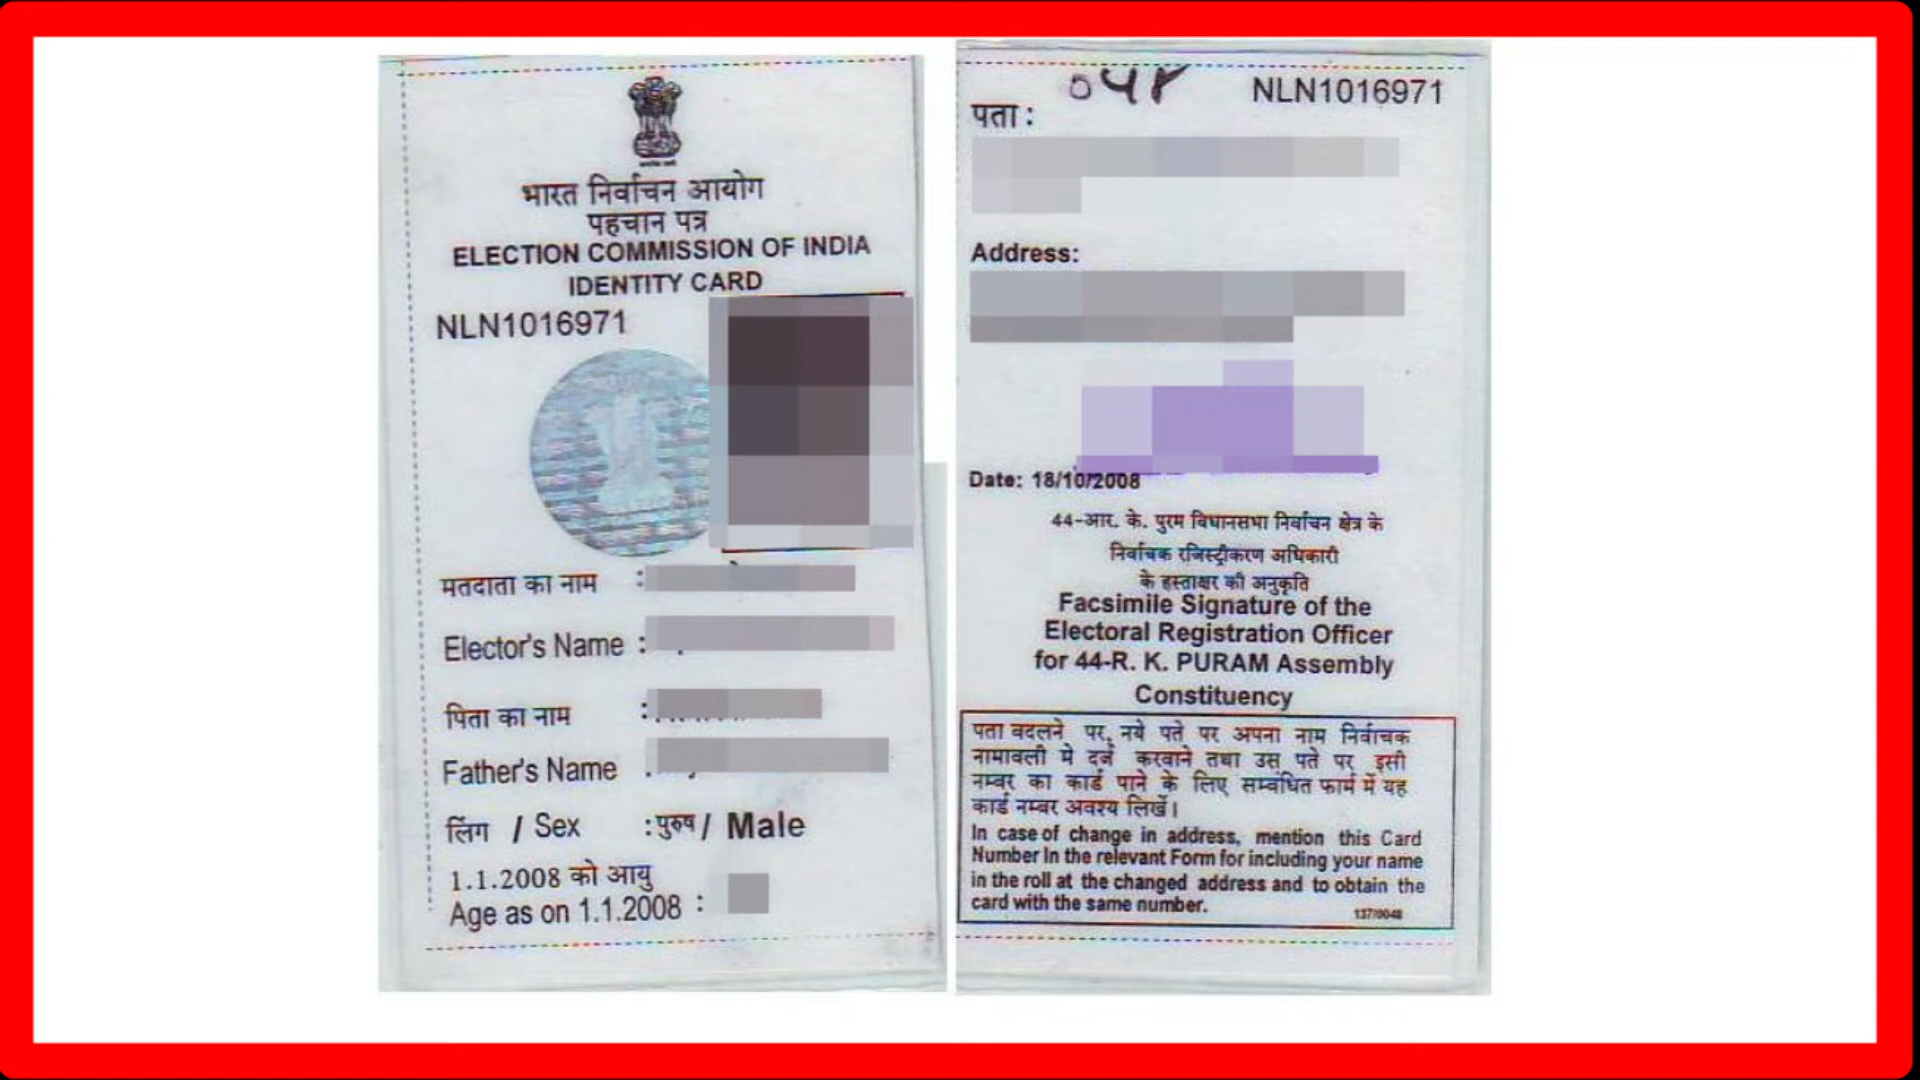 भारत निर्वाचन आयोग
पहचान पत्र
ELECTION COMMISSION OF INDIA
IDENTITY CARD
NLN1016971
मतदाता का नाम :
Elector's Name :
पिता का नाम :
Father's Name :
लिंग / Sex : पुरुष / Male
1.1.2008 को आयु
Age as on 1.1.2008 :
०५८ NLN1016971
पता :
Address:
Date: 18/10/2008
44-आर. के. पुरम विधानसभा निर्वाचन क्षेत्र के
निर्वाचक रजिस्ट्रीकरण अधिकारी
के हस्ताक्षर की अनुकृति
Facsimile Signature of the
Electoral Registration Officer
for 44-R. K. PURAM Assembly
Constituency
पता बदलने पर, नये पते पर अपना नाम निर्वाचक
नामावली मे दर्ज करवाने तथा उस पते पर इसी
नम्बर का कार्ड पाने के लिए सम्बंधित फार्म में यह
कार्ड नम्बर अवश्य लिखें।
In case of change in address, mention this Card
Number In the relevant Form for including your name
in the roll at the changed address and to obtain the
card with the same number.
137/0048